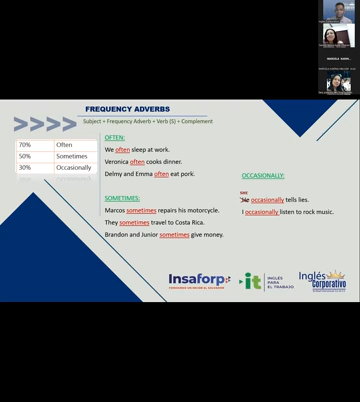 FREQUENCY ADVERBS
Subject + Frequency Adverb + Verb (S) + Complement
>>>>
70% Often
50% Sometimes
30% Occasionally
OFTEN:
We often sleep at work.
Veronica often cooks dinner.
Delmy and Emma often eat pork.
SOMETIMES:
Marcos sometimes repairs his motorcycle.
They sometimes travel to Costa Rica.
Brandon and Junior sometimes give money.
OCCASIONALLY:
occasionally tells lies.
I occasionally listen to rock music.
Insaforp
it
INGLÉS
PARA
EL TRABAJO
Inglés
Corporativo